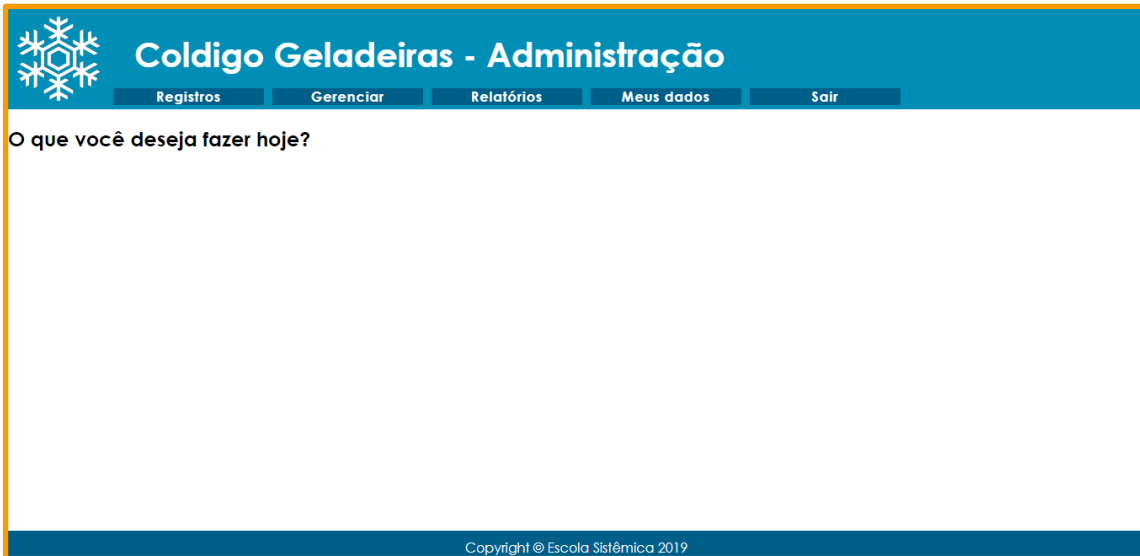 Coldigo Geladeiras - Administração
Registros Gerenciar Relatórios Meus dados Sair
O que você deseja fazer hoje?
Copyright © Escola Sistêmica 2019